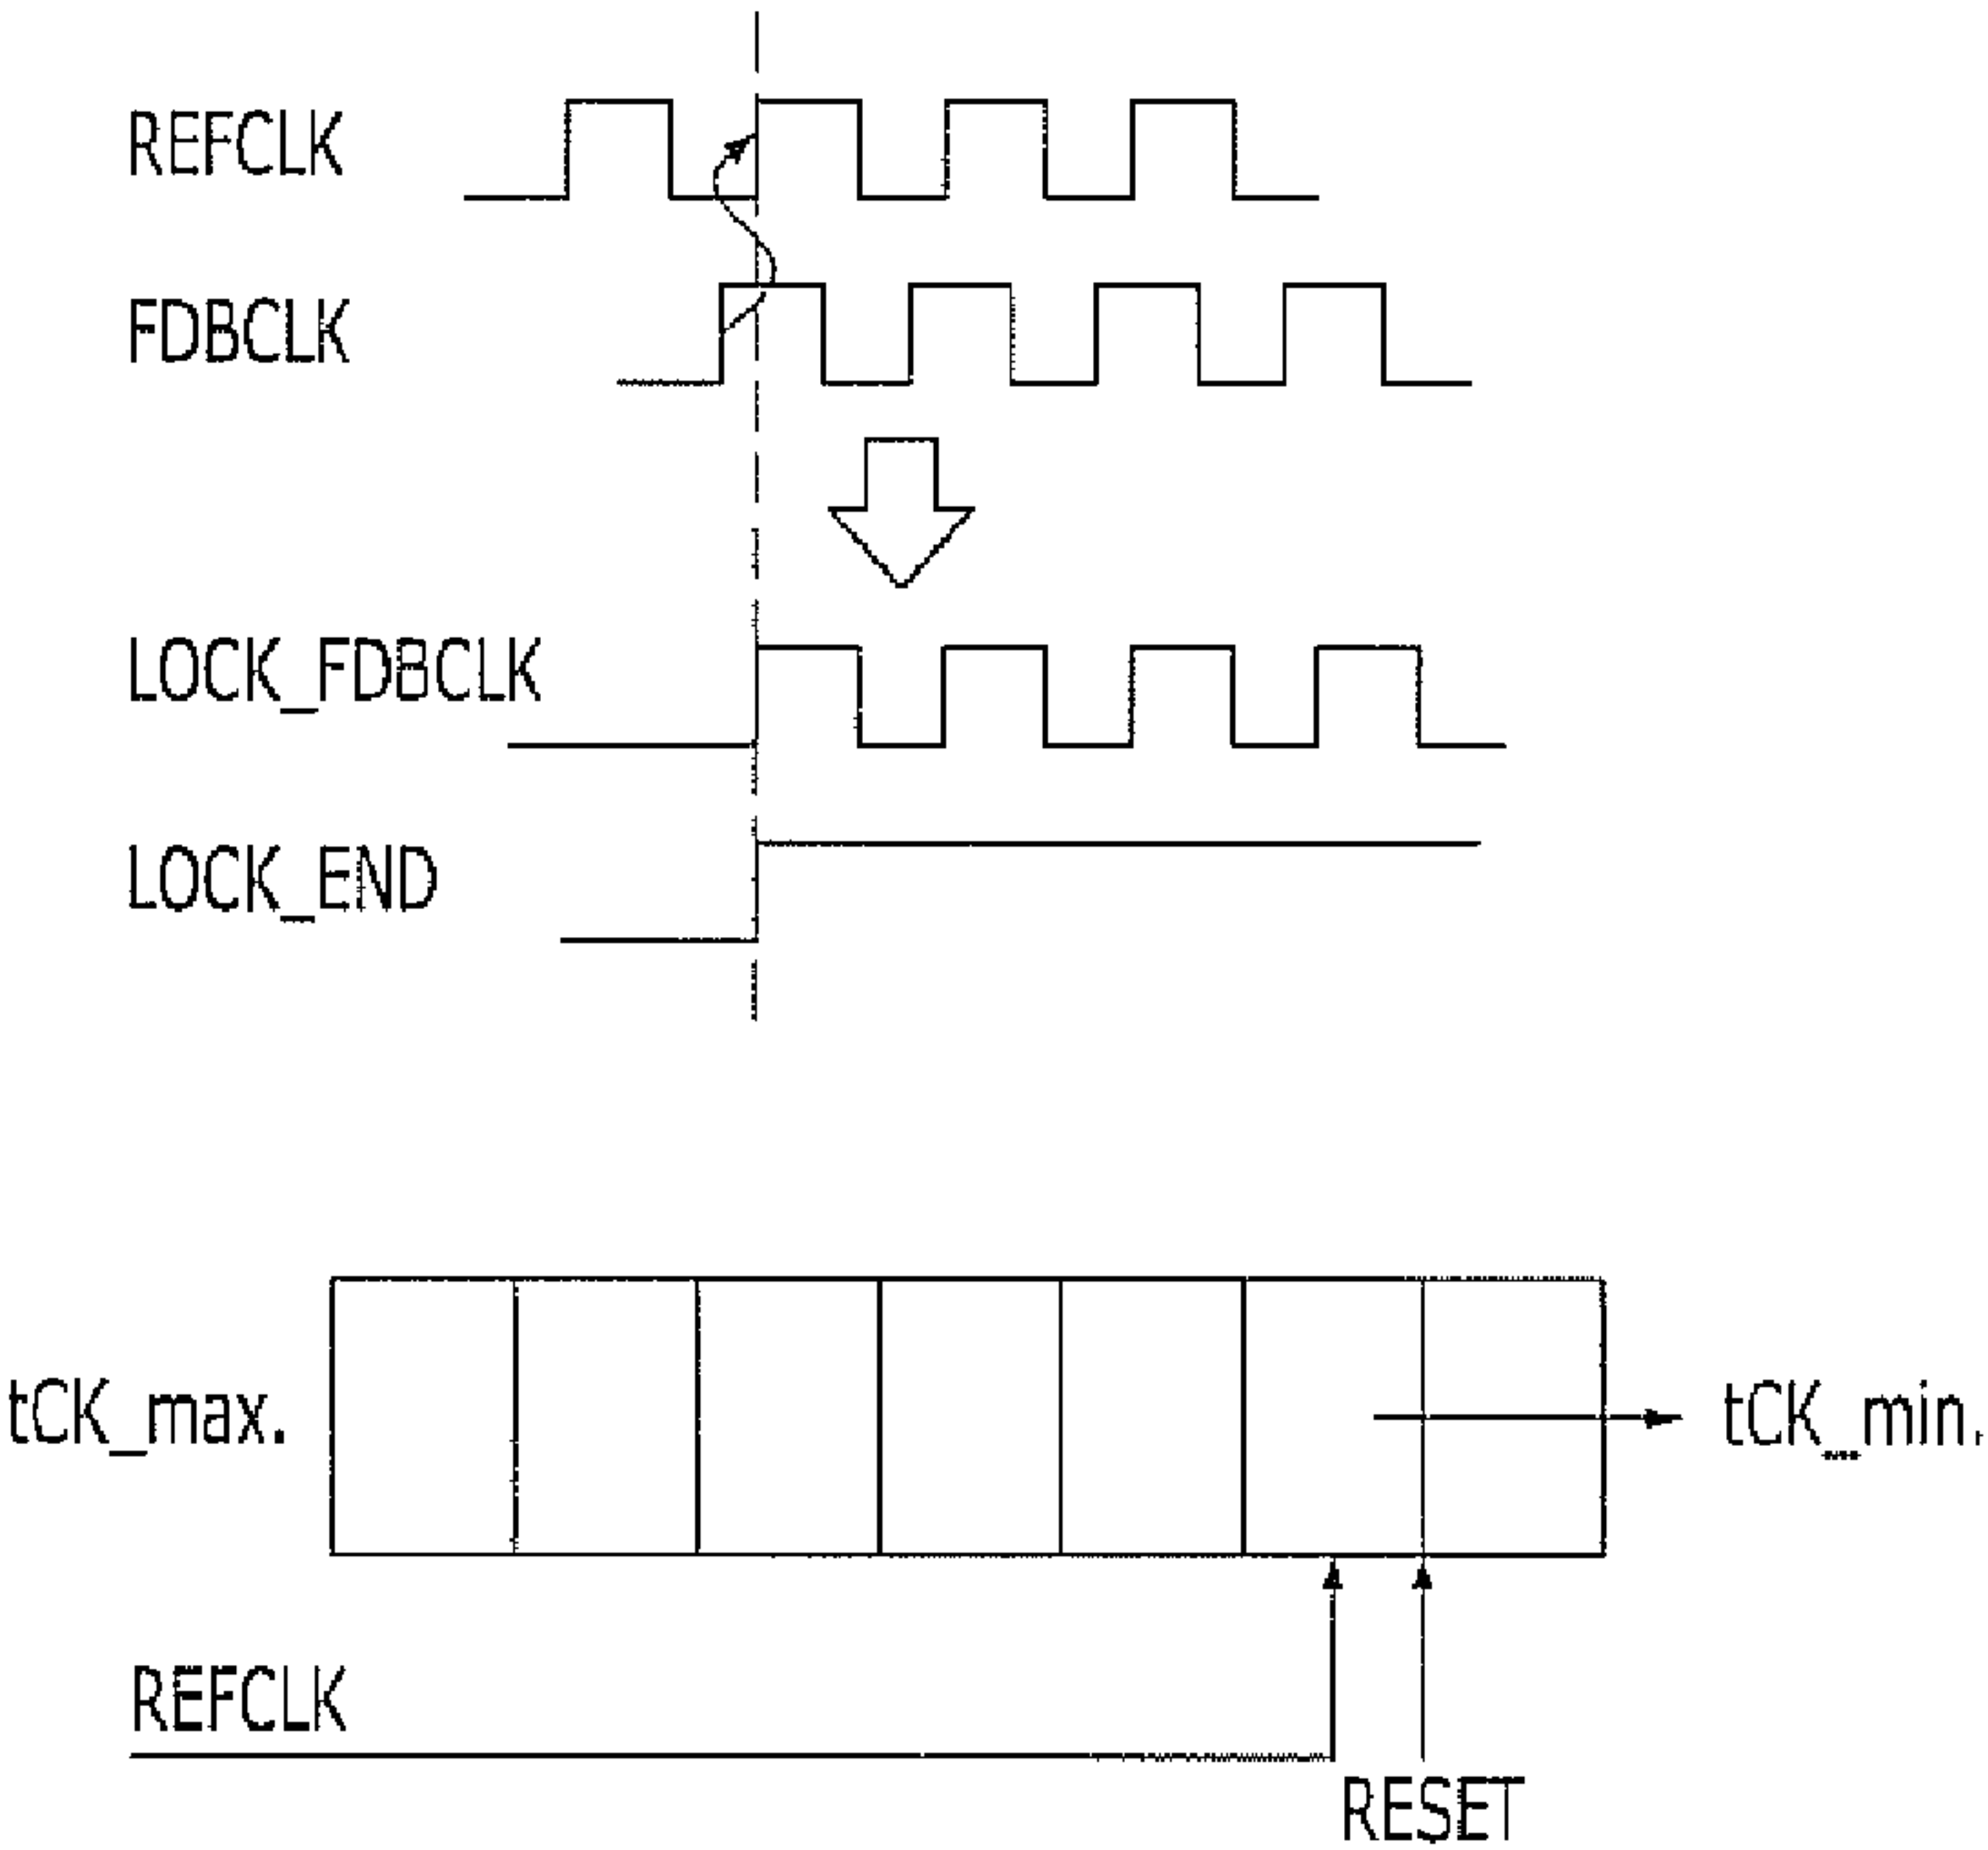 REFCLK
FDBCLK
LOCK_FDBCLK
LOCK_END
tCK_max.
tCK_min.
REFCLK
RESET